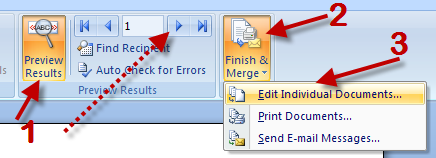 2
«ABC»
1
Preview
Results
Find Recipient
Auto Check for Errors
Preview Results
Finish &
Merge
3
Edit Individual Documents...
Print Documents...
Send E-mail Messages...
1